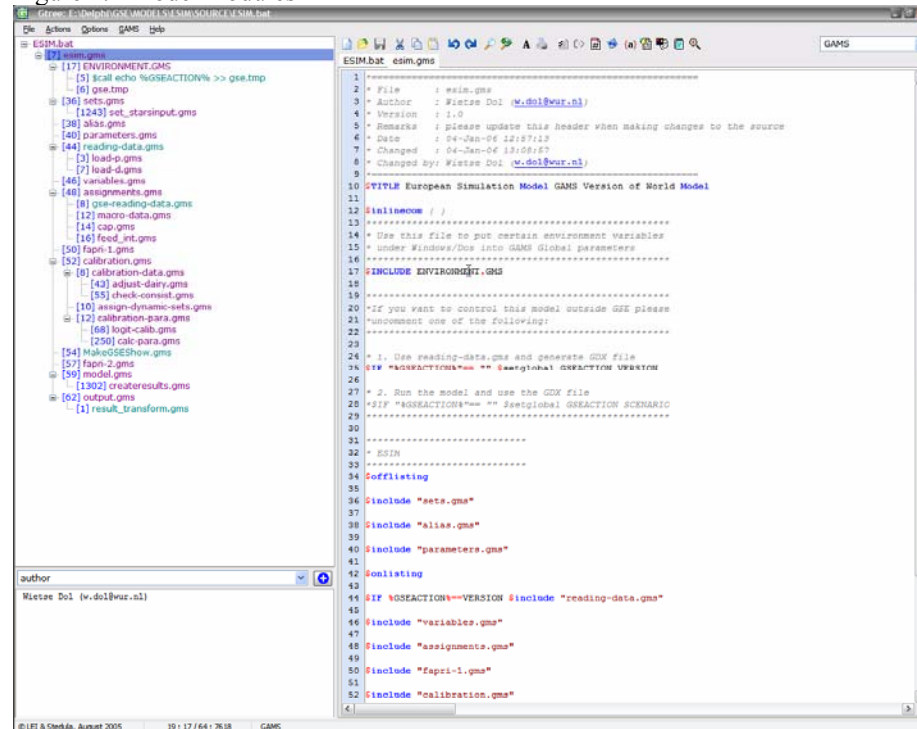 Gtree: E:\Delphi\GSE\MODELS\ESIM\SOURCE\ESIM.bat
File Actions Options GAMS Help
ESIM.bat
[7] esim.gms
[17] ENVIRONMENT.GMS
[5] $call echo %GSEACTION% >> gse.tmp
[6] gse.tmp
[36] sets.gms
[1243] set_starsinput.gms
[38] alias.gms
[40] parameters.gms
[44] reading-data.gms
[3] load-p.gms
[7] load-d.gms
[46] variables.gms
[48] assignments.gms
[8] gse-reading-data.gms
[12] macro-data.gms
[14] cap.gms
[16] feed_int.gms
[50] fapri-1.gms
[52] calibration.gms
[8] calibration-data.gms
[43] adjust-dairy.gms
[55] check-consist.gms
[10] assign-dynamic-sets.gms
[12] calibration-para.gms
[68] logit-calib.gms
[250] calc-para.gms
[54] MakeGSEShow.gms
[57] fapri-2.gms
[59] model.gms
[1302] createresults.gms
[62] output.gms
[1] result_transform.gms
author
Wietse Dol (w.dol@wur.nl)
GAMS
ESIM.bat esim.gms
1 *==================================================
2 * File : esim.gms
3 * Author : Wietse Dol (w.dol@wur.nl)
4 * Version : 1.0
5 * Remarks : please update this header when making changes to the source
6 * Date : 04-Jan-06 12:57:13
7 * Changed : 04-Jan-06 13:08:57
8 * Changed by: Wietse Dol (w.dol@wur.nl)
9 *==================================================
10 $TITLE European Simulation Model GAMS Version of World Model
11
12 $inlinecom { }
13 **************************************************
14 * Use this file to put certain environment variables
15 * under Windows/Dos into GAMS Global parameters
16 **************************************************
17 $INCLUDE ENVIRONMENT.GMS
18
19 **************************************************
20 *If you want to control this model outside GSE please
21 *uncomment one of the following:
22 **************************************************
23
24 * 1. Use reading-data.gms and generate GDX file
25 $IF "%GSEACTION%"== "" $setglobal GSEACTION VERSION
26
27 * 2. Run the model and use the GDX file
28 *$IF "%GSEACTION%"== "" $setglobal GSEACTION SCENARIO
29 **************************************************
30
31 ****************************
32 * ESIM
33 ****************************
34 $offlisting
35
36 $include "sets.gms"
37
38 $include "alias.gms"
39
40 $include "parameters.gms"
41
42 $onlisting
43
44 $IF %GSEACTION%==VERSION $include "reading-data.gms"
45
46 $include "variables.gms"
47
48 $include "assignments.gms"
49
50 $include "fapri-1.gms"
51
52 $include "calibration.gms"
© LEI & Stedula, August 2005 19 : 17 / 64 : 7618 GAMS